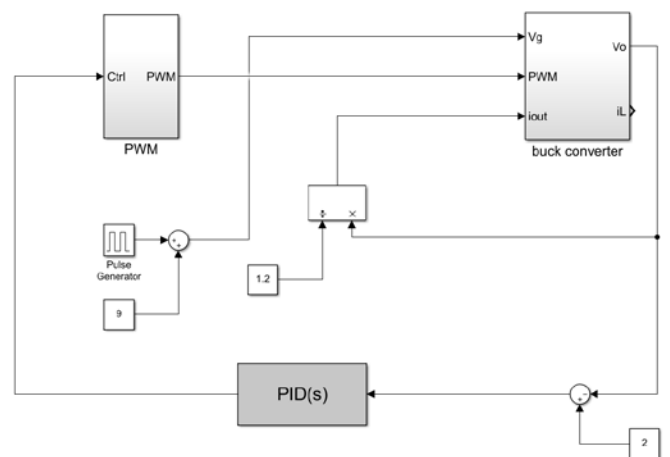 Ctrl
PWM
PWM
Vg
PWM
iout
Vo
iL
buck converter
÷
×
Pulse
Generator
+
+
9
1.2
PID(s)
+
−
2